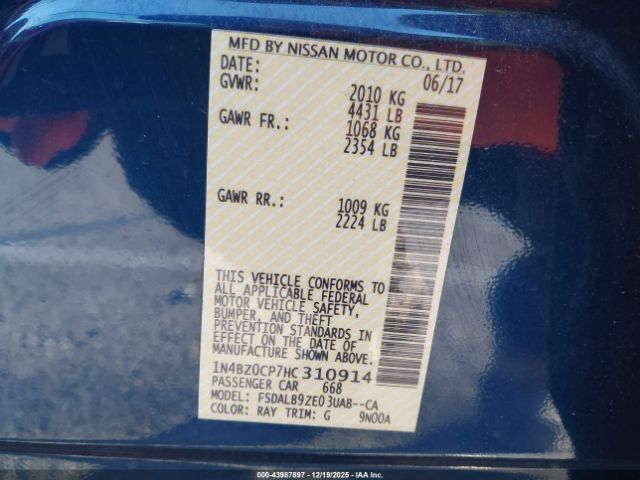 MFD BY NISSAN MOTOR CO., LTD.
DATE: 06/17
GVWR: 2010 KG
4431 LB
GAWR FR.: 1068 KG
2354 LB
GAWR RR.: 1009 KG
2224 LB
THIS VEHICLE CONFORMS TO
ALL APPLICABLE FEDERAL
MOTOR VEHICLE SAFETY,
BUMPER, AND THEFT
PREVENTION STANDARDS IN
EFFECT ON THE DATE OF
MANUFACTURE SHOWN ABOVE.
1N4BZ0CP7HC310914
PASSENGER CAR 668
MODEL: FSDALB9ZE03UAB--CA
COLOR: RAY TRIM: G 9N00A
000-43987897 - 12/19/2025 - IAAI.COM